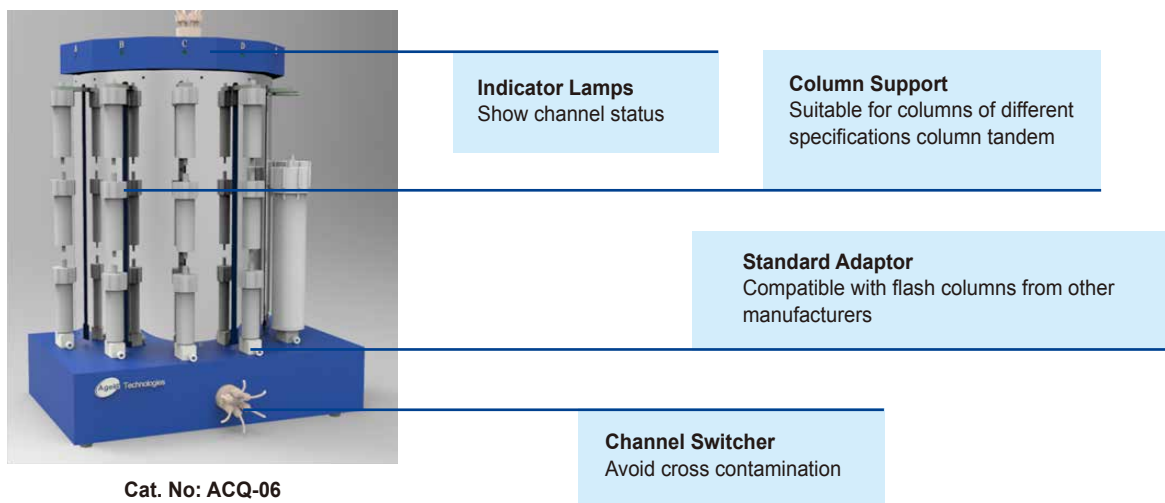 A B C D
Indicator Lamps
Show channel status
Column Support
Suitable for columns of different
specifications column tandem
Standard Adaptor
Compatible with flash columns from other
manufacturers
Agela Technologies
Channel Switcher
Avoid cross contamination
Cat. No: ACQ-06